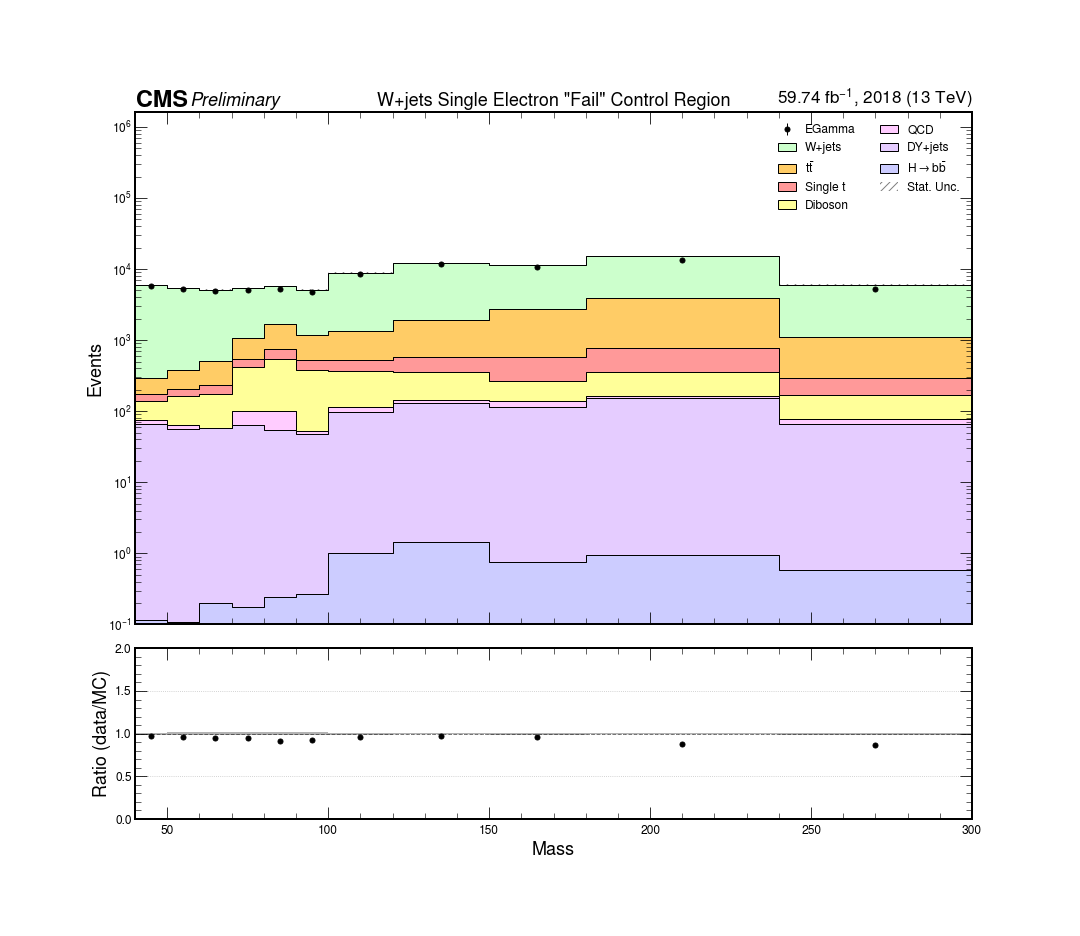 CMS Preliminary W+jets Single Electron "Fail" Control Region 59.74 fb⁻¹, 2018 (13 TeV)
EGamma QCD
W+jets DY+jets
tt̄ H→bb̄
Single t Stat. Unc.
Diboson
Events
10⁶
10⁵
10⁴
10³
10²
10¹
10⁰
10⁻¹
Ratio (data/MC)
2.0
1.5
1.0
0.5
0.0
50 100 150 200 250 300
Mass